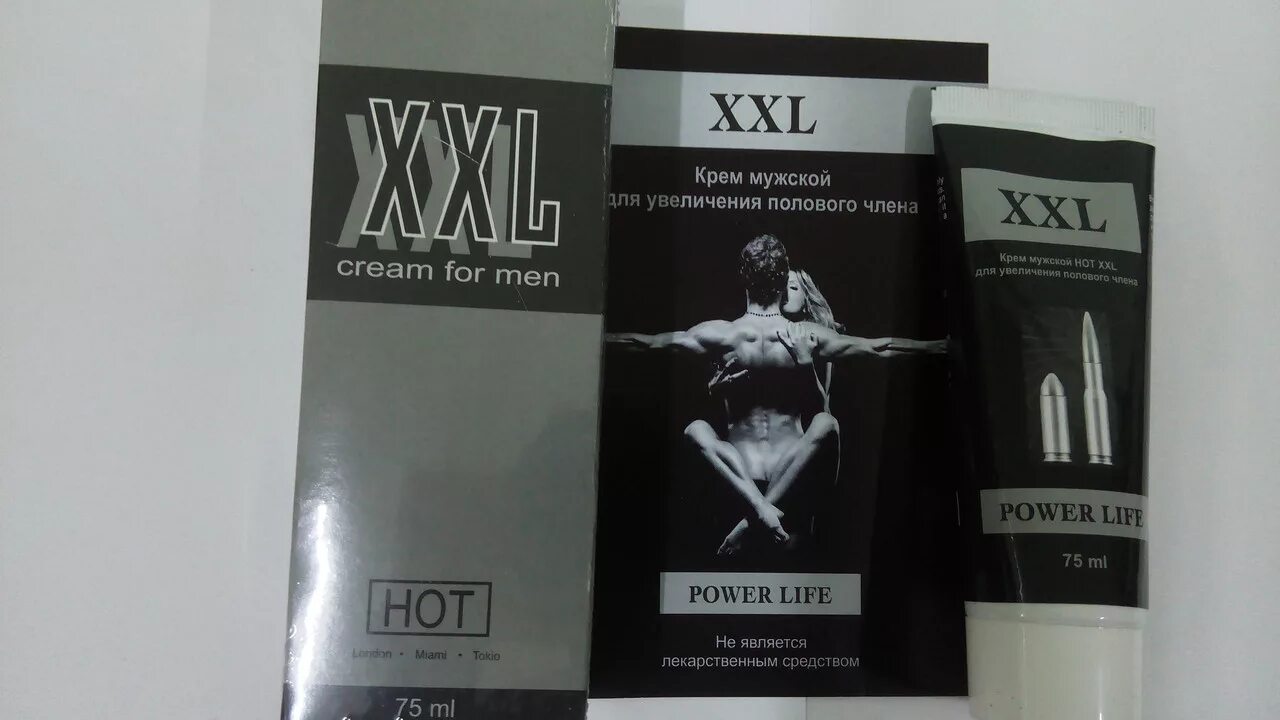 XXL
cream for men
HOT
London · Miami · Tokio
75 ml
XXL
Крем мужской
для увеличения полового члена
POWER LIFE
Не является
лекарственным средством
XXL
Крем мужской HOT XXL
для увеличения полового члена
POWER LIFE
75 ml